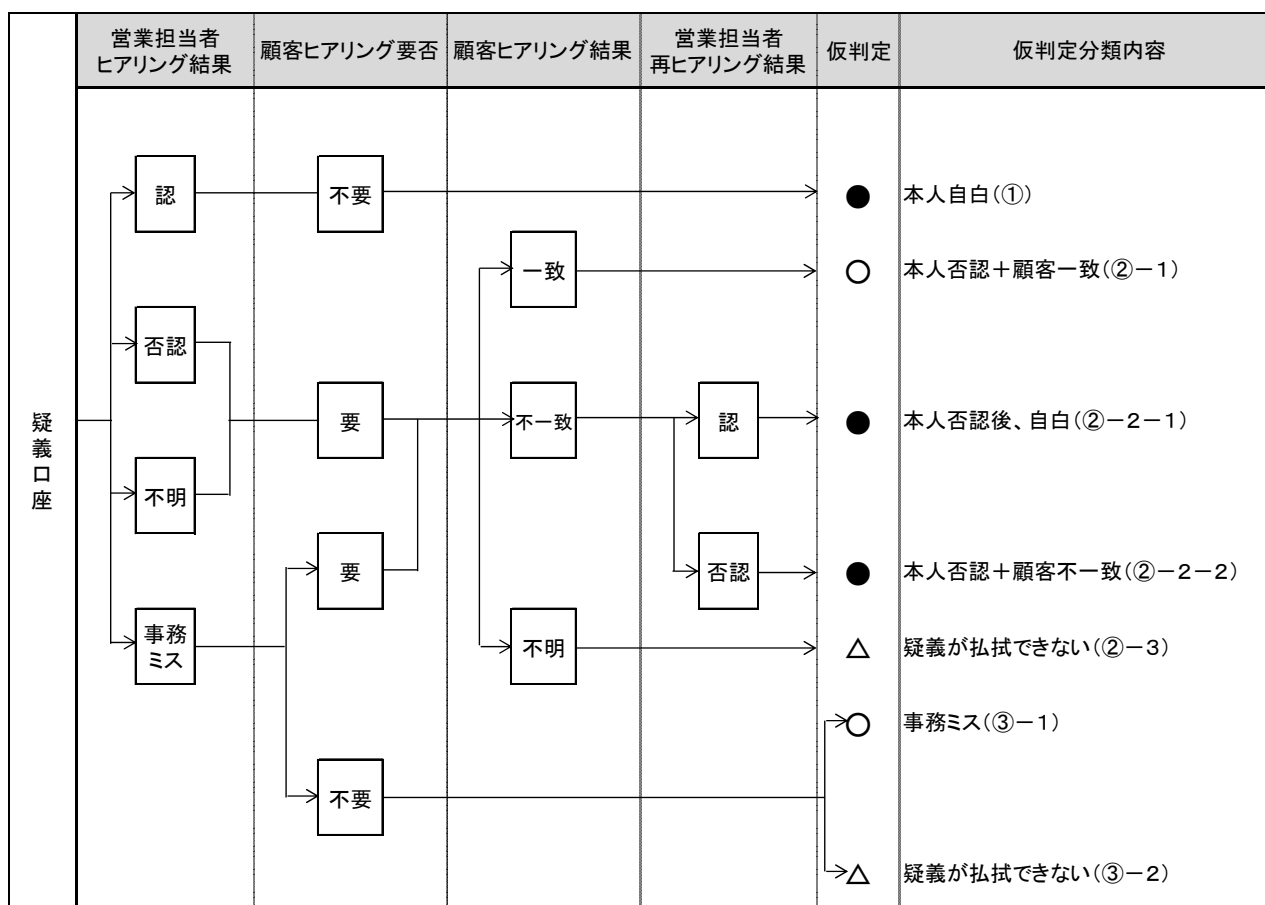 営業担当者
ヒアリング結果
顧客ヒアリング要否
顧客ヒアリング結果
営業担当者
再ヒアリング結果
仮判定
仮判定分類内容
疑義口座
認
不要
●
本人自白(①)
一致
○
本人否認+顧客一致(②-1)
否認
要
不一致
認
●
本人否認後、自白(②-2-1)
不明
要
否認
●
本人否認+顧客不一致(②-2-2)
事務
ミス
不明
△
疑義が払拭できない(②-3)
○
事務ミス(③-1)
不要
△
疑義が払拭できない(③-2)